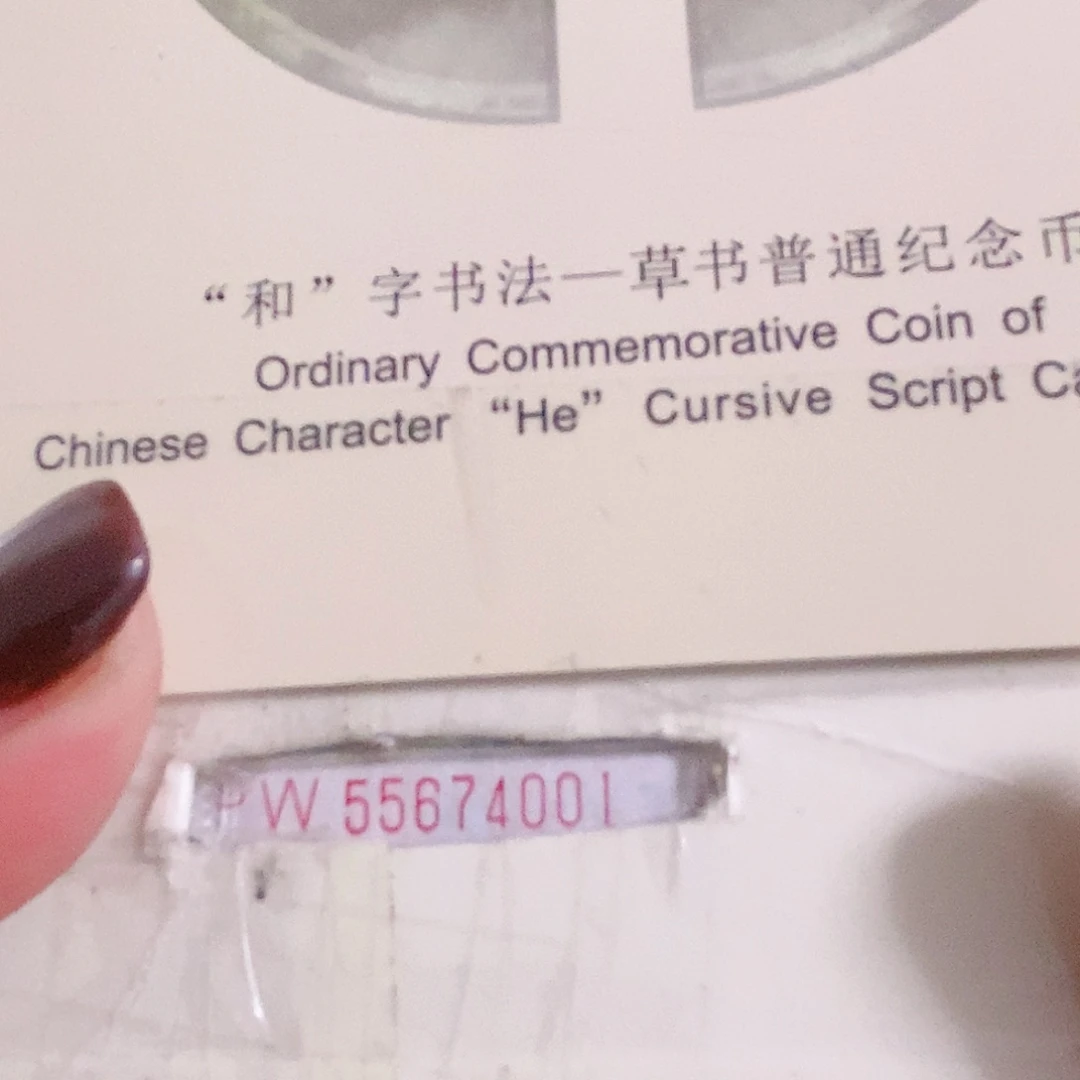 “和”字书法—草书普通纪念币
Ordinary Commemorative Coin of
Chinese Character “He” Cursive Script
PW 55674001